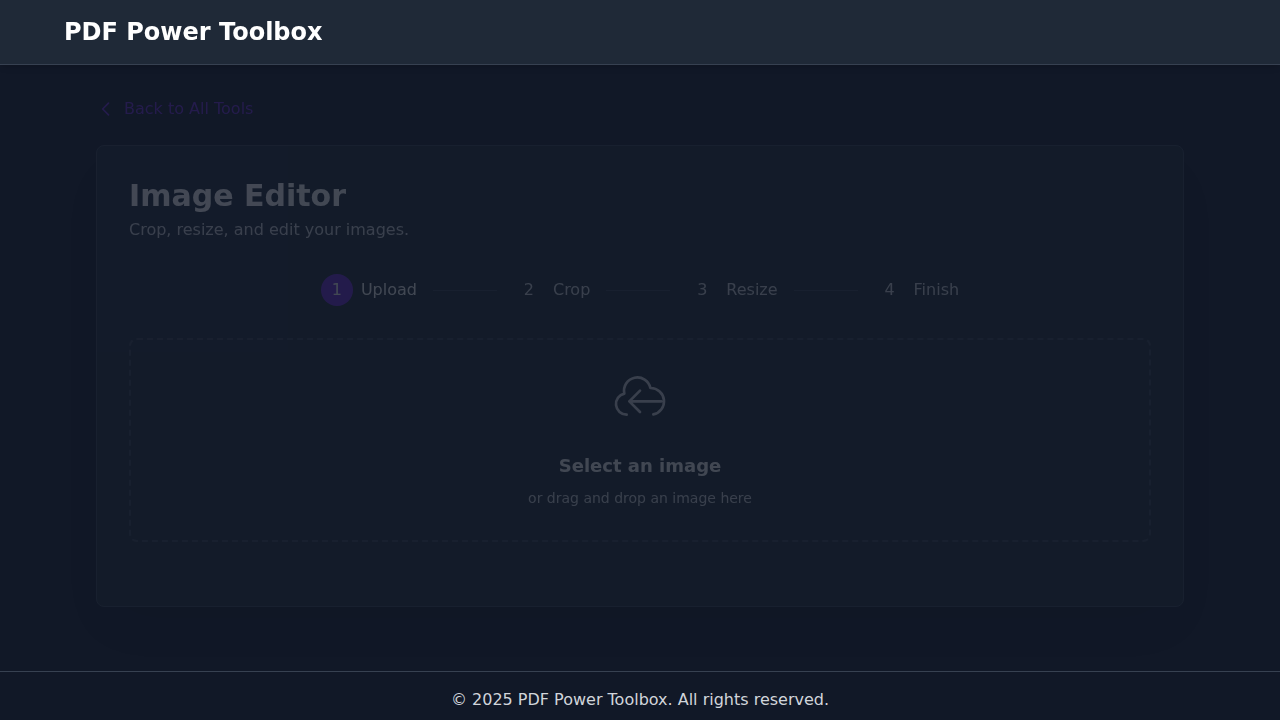 PDF Power Toolbox
Back to All Tools
Image Editor
Crop, resize, and edit your images.
1 Upload 2 Crop 3 Resize 4 Finish
Select an image
or drag and drop an image here
© 2025 PDF Power Toolbox. All rights reserved.